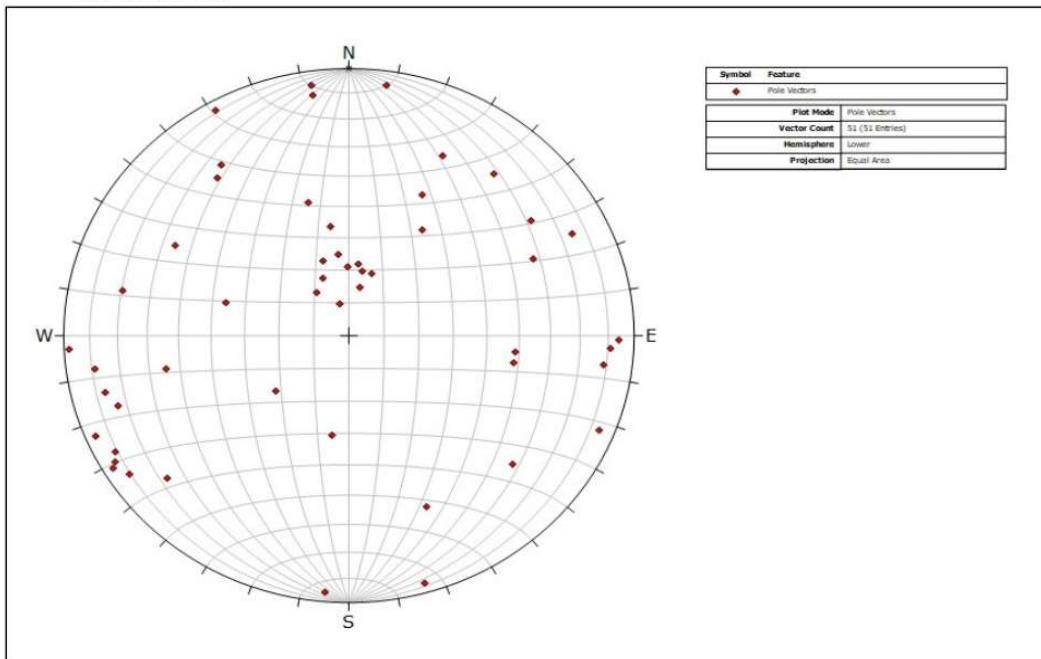 N
Symbol Feature
Pole Vectors
Plot Mode Pole Vectors
Vector Count 51 (51 Entries)
Hemisphere Lower
Projection Equal Area
W E
S